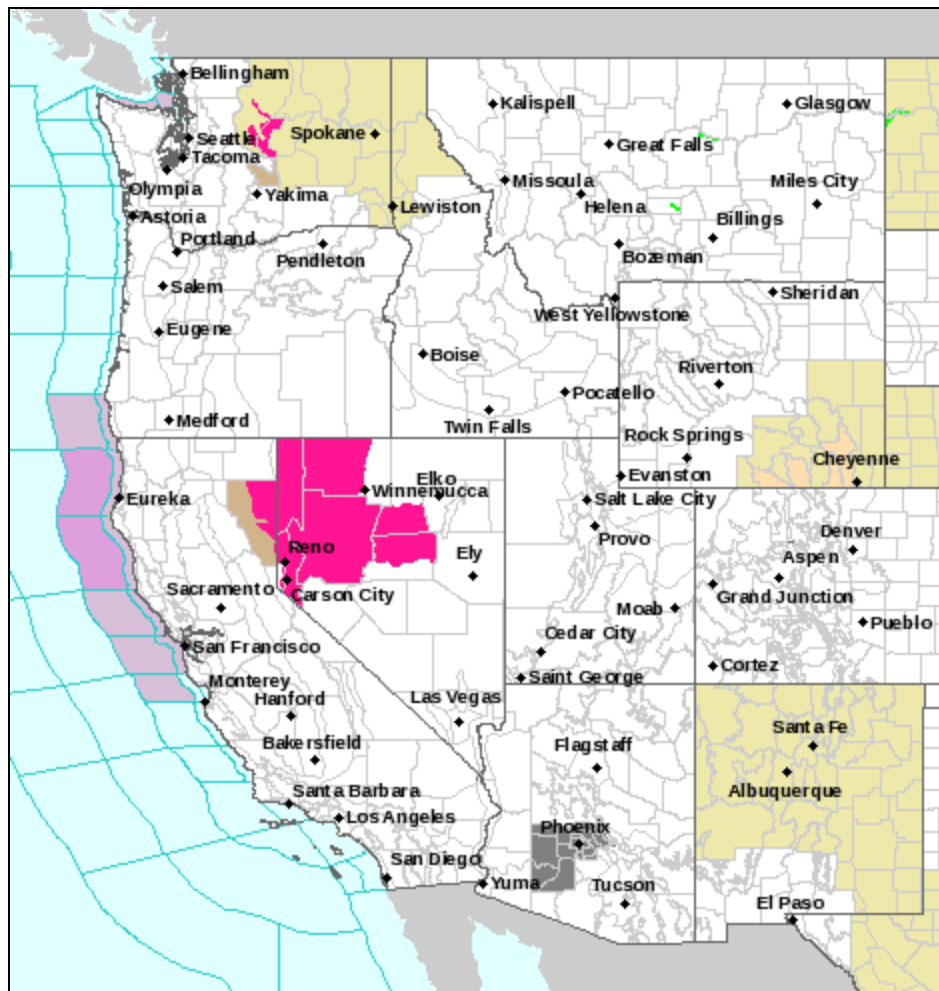 Bellingham
Kalispell
Glasgow
Seattle
Spokane
Great Falls
Tacoma
Olympia
Yakima
Missoula
Miles City
Astoria
Lewiston
Helena
Billings
Portland
Pendleton
Bozeman
Salem
Sheridan
West Yellowstone
Eugene
Boise
Riverton
Pocatello
Medford
Twin Falls
Rock Springs
Cheyenne
Elko
Evanston
Eureka
Winnemucca
Salt Lake City
Denver
Provo
Reno
Ely
Aspen
Sacramento
Carson City
Grand Junction
Moab
Pueblo
San Francisco
Cedar City
Cortez
Monterey
Saint George
Hanford
Las Vegas
Santa Fe
Bakersfield
Flagstaff
Albuquerque
Santa Barbara
Los Angeles
Phoenix
San Diego
Yuma
Tucson
El Paso